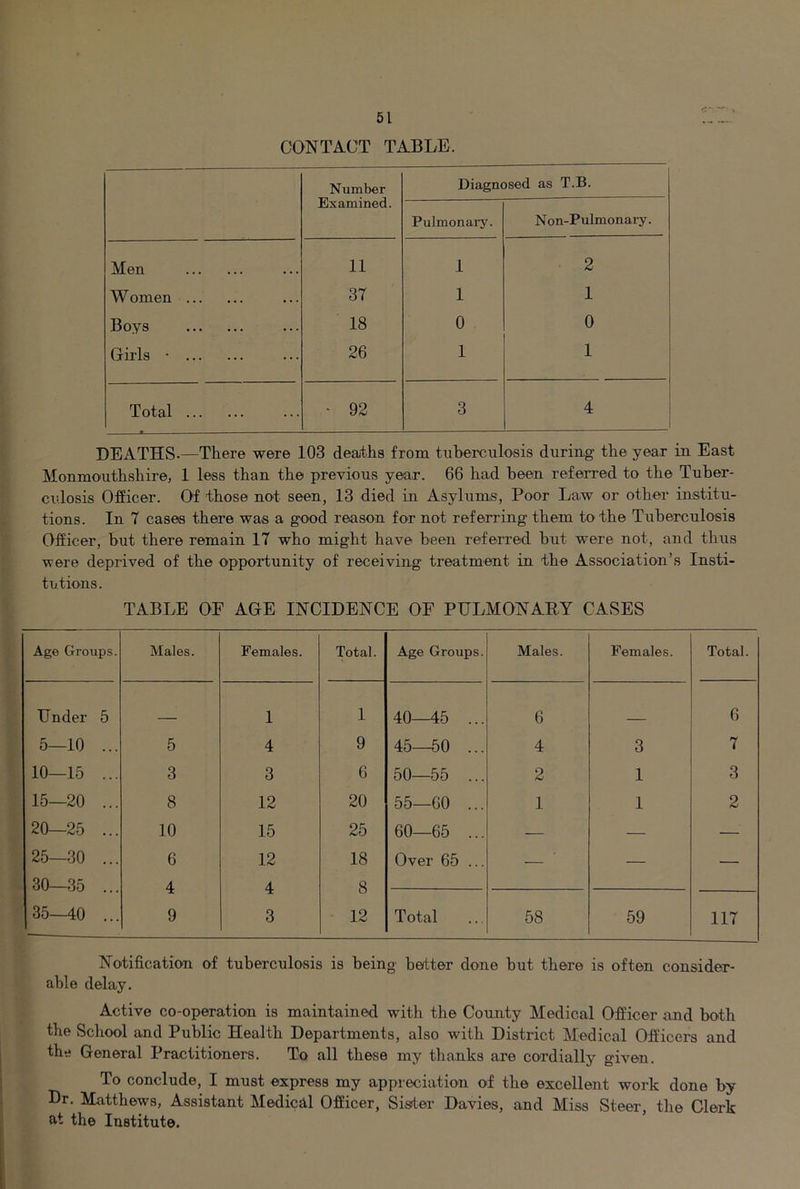 51
CONTACT TABLE.
Number Examined. Diagnosed as T.B.
Pulmonary. Non-Pulmonary.
Men ... ... ... 11 1 2
Women ... ... ... 37 1 1
Boys ... ... ... 18 0 0
Girls ... ... ... 26 1 1
Total ... ... ... 92 3 4
DEATHS.—There were 103 deaths from tuberculosis during the year in East
Monmouthshire, 1 less than the previous year. 66 had been referred to the Tuber-
culosis Officer. Of those not seen, 13 died in Asylums, Poor Law or other institu-
tions. In 7 cases there was a good reason for not referring them to the Tuberculosis
Officer, but there remain 17 who might have been referred but were not, and thus
were deprived of the opportunity of receiving treatment in the Association's Insti-
tutions.
TABLE OF AGE INCIDENCE OF PULMONARY CASES
Age Groups. Males. Females. Total. Age Groups. Males. Females. Total.
Under 5 — 1 1 40—45 ... 6 — 6
5—10 ... 5 4 9 45—50 ... 4 3 7
10—15 ... 3 3 6 50—55 ... 2 1 3
15—20 ... 8 12 20 55—60 ... 1 1 2
20—25 ... 10 15 25 60—65 ... — — —
25—30 ... 6 12 18 Over 65 ... — — —
30—35 ... 4 4 8
35—40 ... 9 3 12 Total ... 58 59 117
Notification of tuberculosis is being better done but there is often consider-
able delay.
Active co-operation is maintained with the County Medical Officer and both
the School and Public Health Departments, also with District Medical Officers and
the General Practitioners. To all these my thanks are cordially given.
To conclude, I must express my appreciation of the excellent work done by
Dr. Matthews, Assistant Medical Officer, Sister Davies, and Miss Steer, the Clerk
at the Institute.